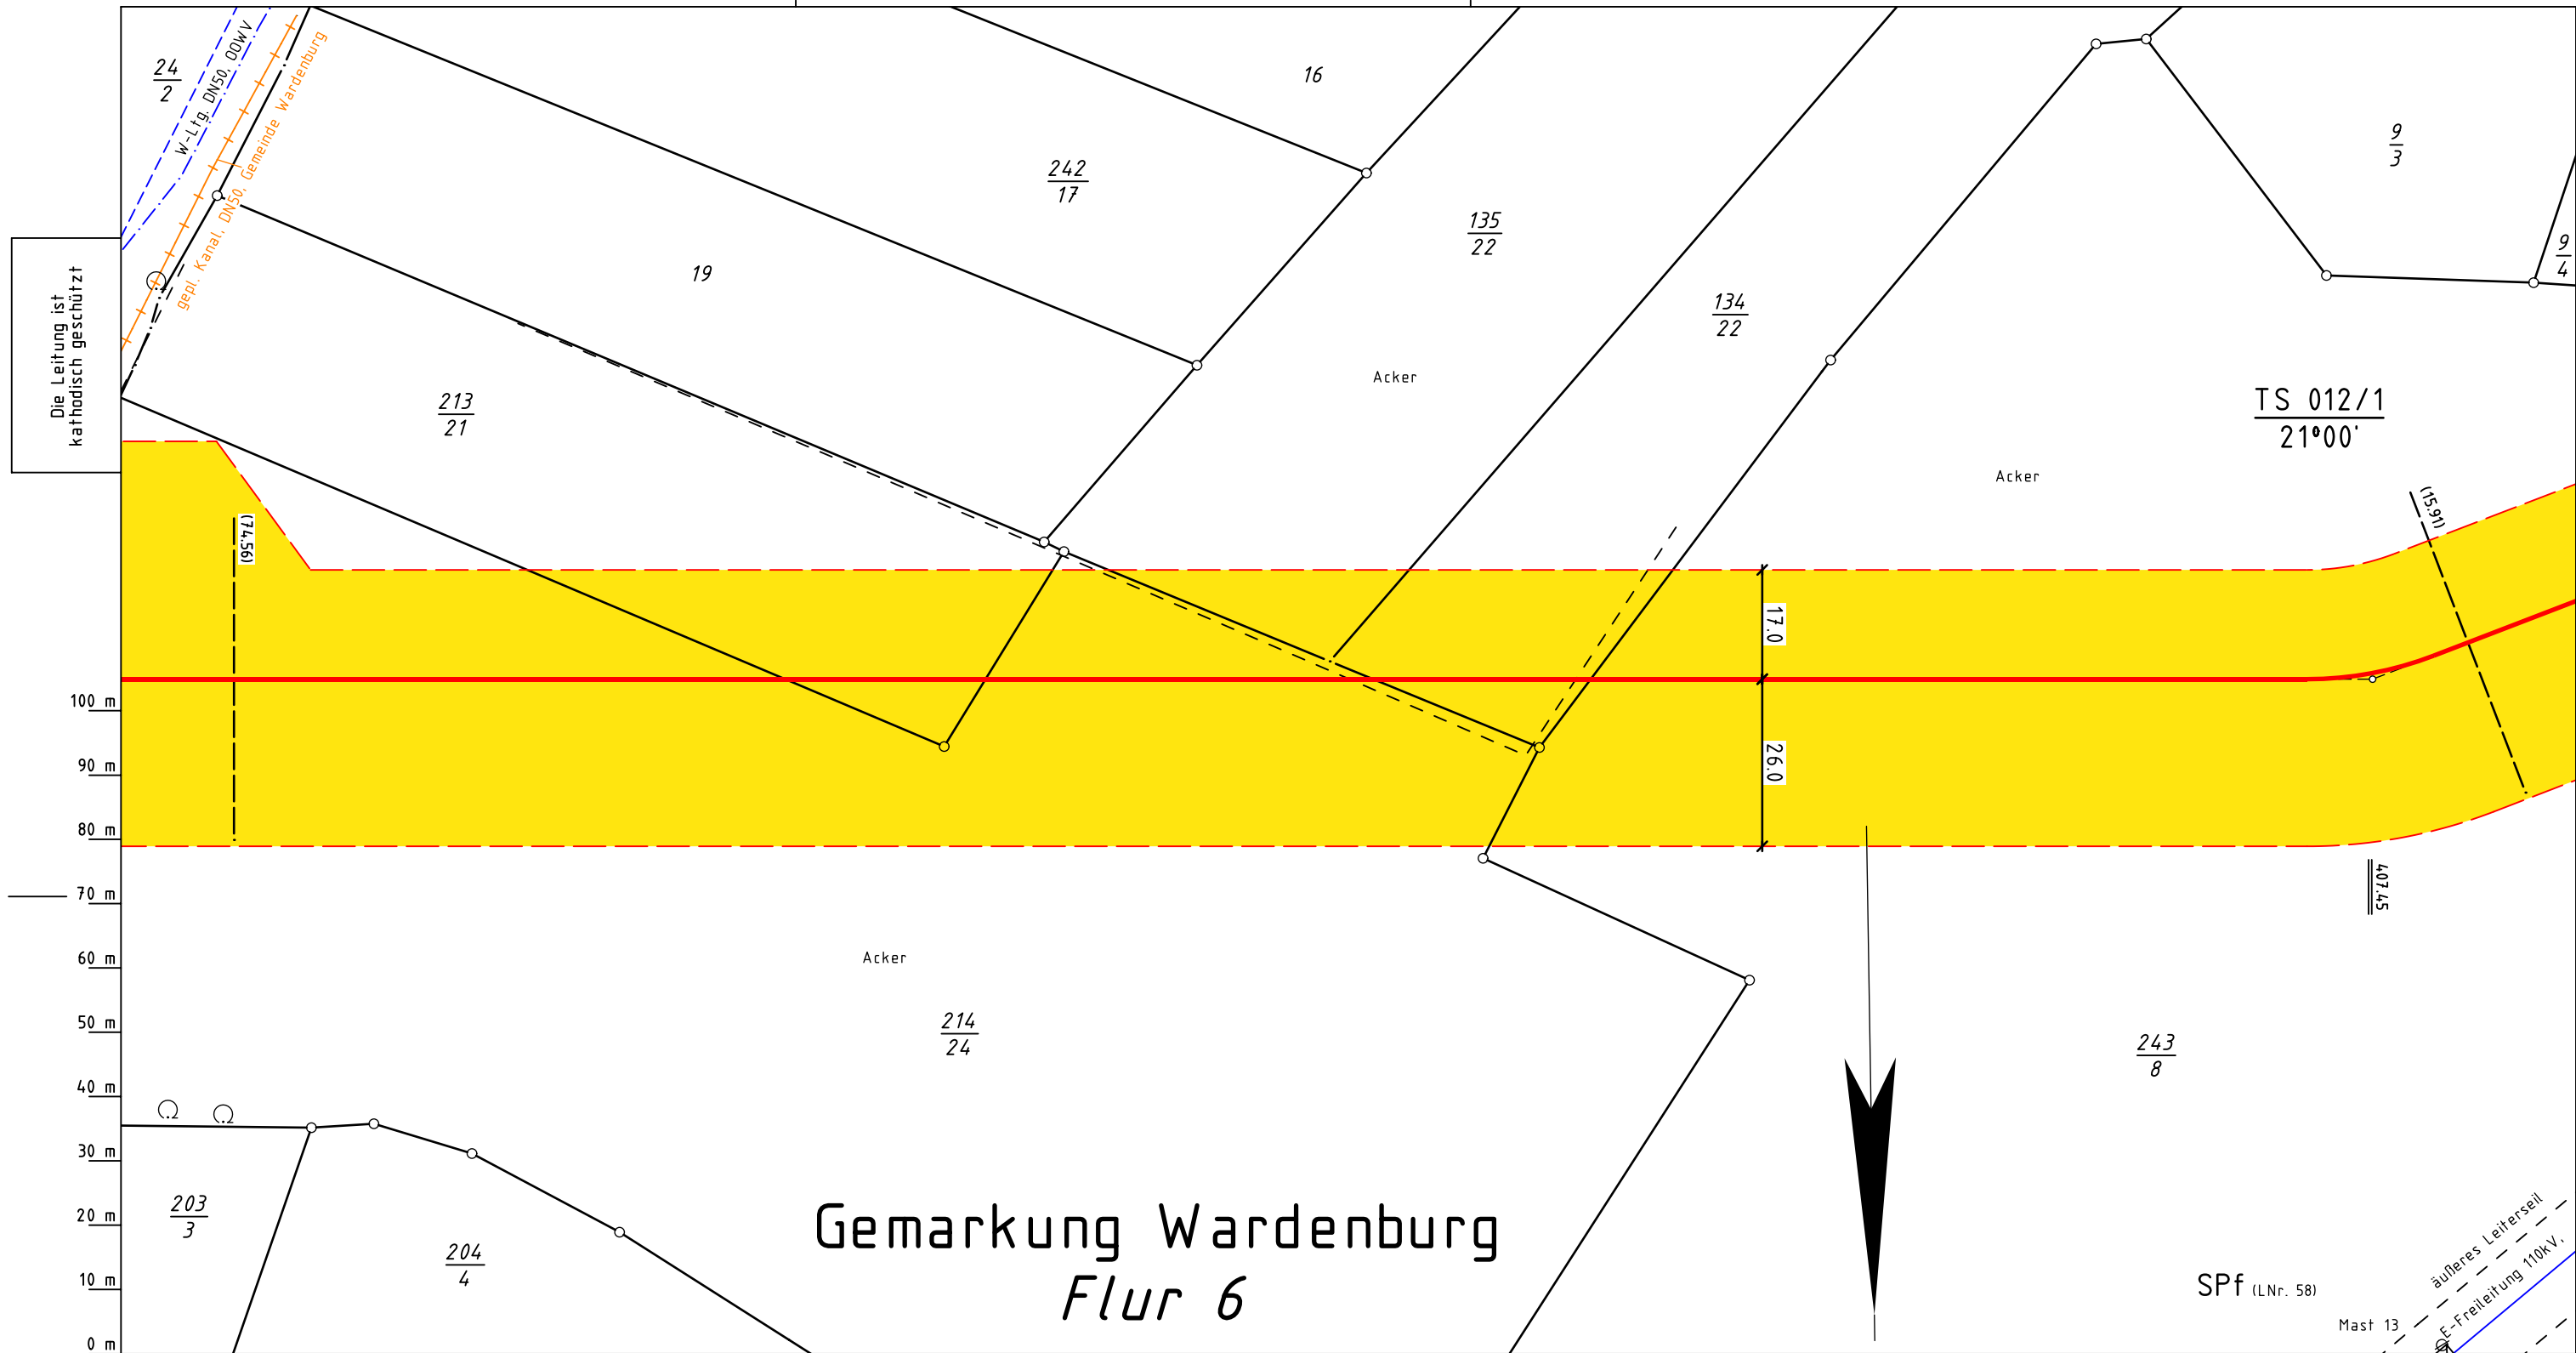 24
2
W-Ltg. DN50, OOWV
gepl. Kanal, DN50, Gemeinde Wardenburg
16
242
17
135
22
9
3
9
4
19
134
22
Die Leitung ist
kathodisch geschützt
213
21
Acker
TS 012/1
21°00'
Acker
(74.56)
(15.91)
17.0
26.0
100 m
90 m
80 m
70 m
60 m
50 m
40 m
30 m
20 m
10 m
0 m
407.45
Acker
214
24
243
8
203
3
204
4
Gemarkung Wardenburg
Flur 6
SPf (LNr. 58)
Mast 13
äußeres Leiterseil
E-Freileitung 110kV,